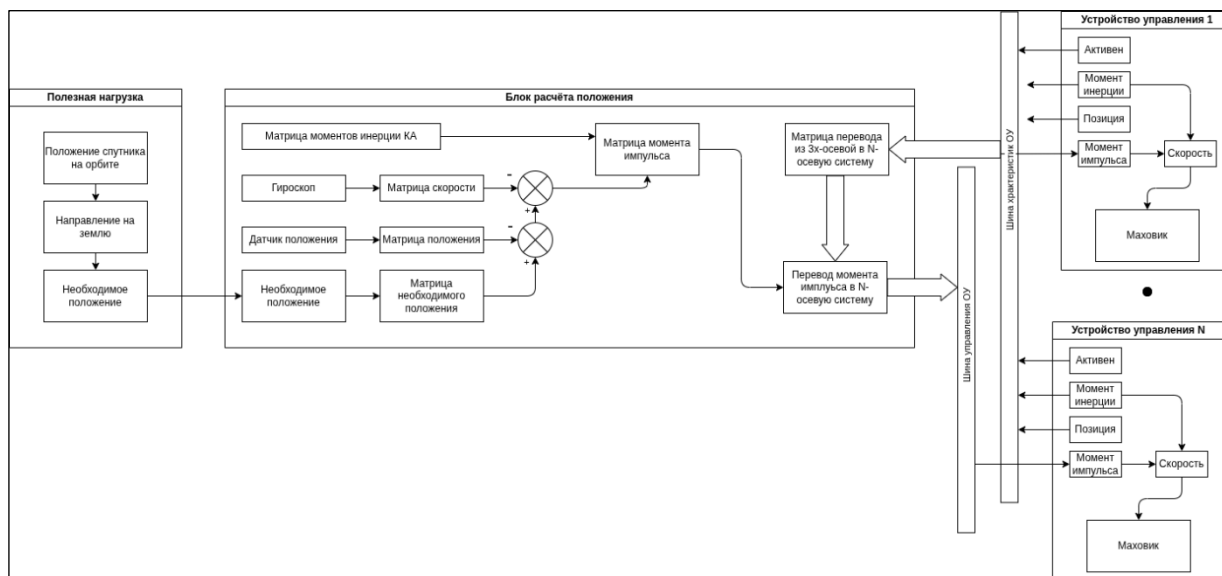 Полезная нагрузка
Положение спутника
на орбите
Направление на
землю
Необходимое
положение
Блок расчёта положения
Матрица моментов инерции КА
Гироскоп
Матрица скорости
-
+
Датчик положения
Матрица положения
-
+
Необходимое
положение
Матрица
необходимого
положения
Матрица момента
импульса
Матрица перевода
из 3х-осевой в N-
осевую систему
Перевод момента
имплуьса в N-
осевую систему
Шина управления ОУ
Шина храктеристик ОУ
Устройство управления 1
Активен
Момент
инерции
Позиция
Момент
импульса
Скорость
Маховик
Устройство управления N
Активен
Момент
инерции
Позиция
Момент
импульса
Скорость
Маховик